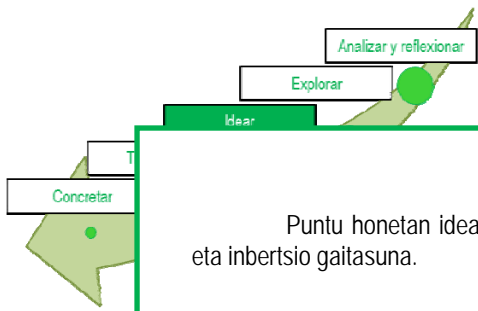 Analizar y reflexionar
Explorar
Idear
T
Concretar
Puntu honetan idea
eta inbertsio gaitasuna.